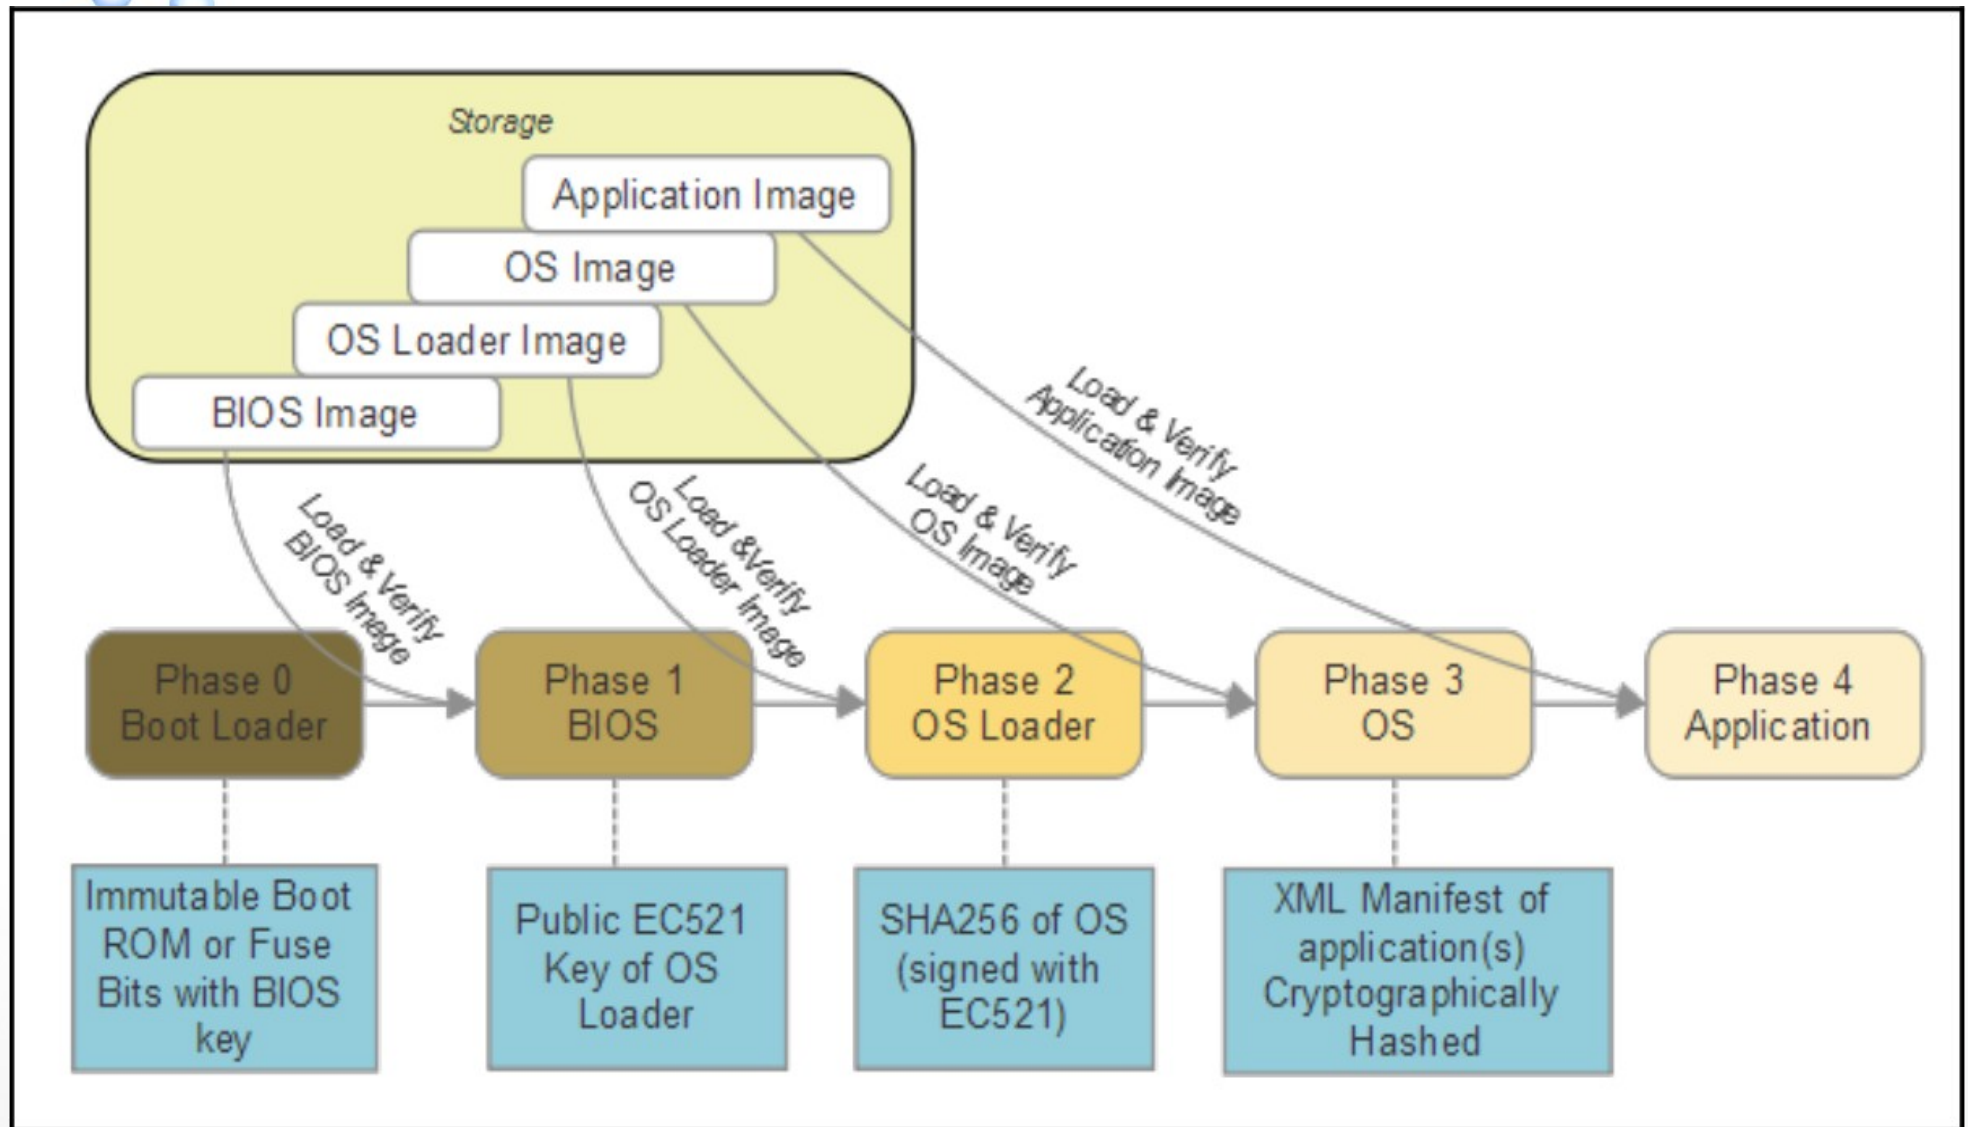 Storage
Application Image
OS Image
OS Loader Image
BIOS Image
Load & Verify
BIOS Image
Load &Verify
OS Loader Image
Load & Verify
OS Image
Load & Verify
Application Image
Phase 0
Boot Loader
Phase 1
BIOS
Phase 2
OS Loader
Phase 3
OS
Phase 4
Application
Immutable Boot
ROM or Fuse
Bits with BIOS
key
Public EC521
Key of OS
Loader
SHA256 of OS
(signed with
EC521)
XML Manifest of
application(s)
Cryptographically
Hashed